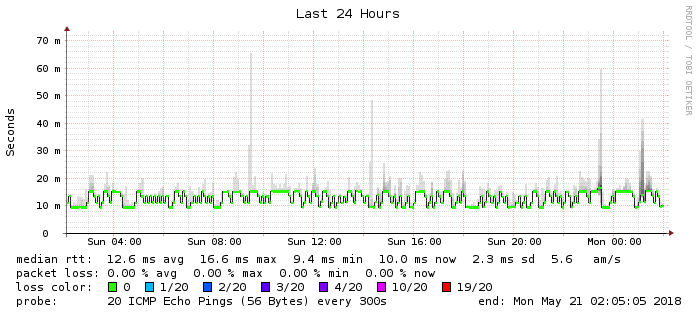 Last 24 Hours
RRDTOOL / TOBI OETIKER
Seconds
70 m
60 m
50 m
40 m
30 m
20 m
10 m
0
Sun 04:00 Sun 08:00 Sun 12:00 Sun 16:00 Sun 20:00 Mon 00:00
median rtt: 12.6 ms avg 16.6 ms max 9.4 ms min 10.0 ms now 2.3 ms sd 5.6 am/s
packet loss: 0.00 % avg 0.00 % max 0.00 % min 0.00 % now
loss color: 0 1/20 2/20 3/20 4/20 10/20 19/20
probe: 20 ICMP Echo Pings (56 Bytes) every 300s end: Mon May 21 02:05:05 2018